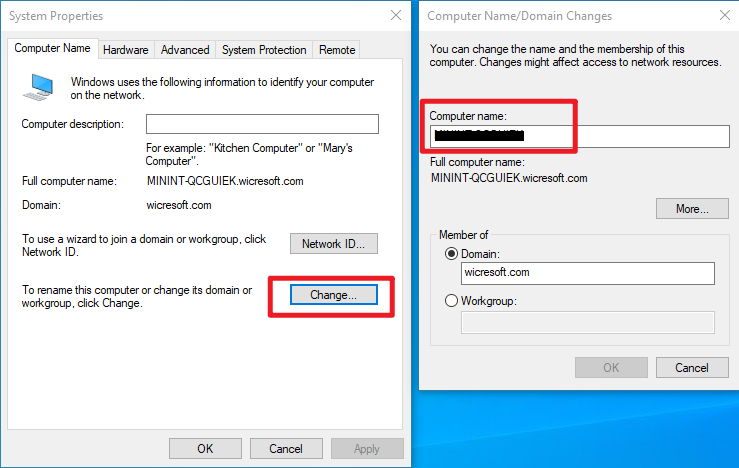 System Properties
Computer Name
Hardware
Advanced
System Protection
Remote
Windows uses the following information to identify your computer
on the network.
Computer description:
For example: "Kitchen Computer" or "Mary's
Computer".
Full computer name:
MININT-QCGUIEK.wicresoft.com
Domain:
wicresoft.com
To use a wizard to join a domain or workgroup, click
Network ID.
Network ID...
To rename this computer or change its domain or
workgroup, click Change.
Change...
OK
Cancel
Apply
Computer Name/Domain Changes
You can change the name and the membership of this
computer. Changes might affect access to network resources.
Computer name:
Full computer name:
MININT-QCGUIEK.wicresoft.com
More...
Member of
Domain:
wicresoft.com
Workgroup:
OK
Cancel